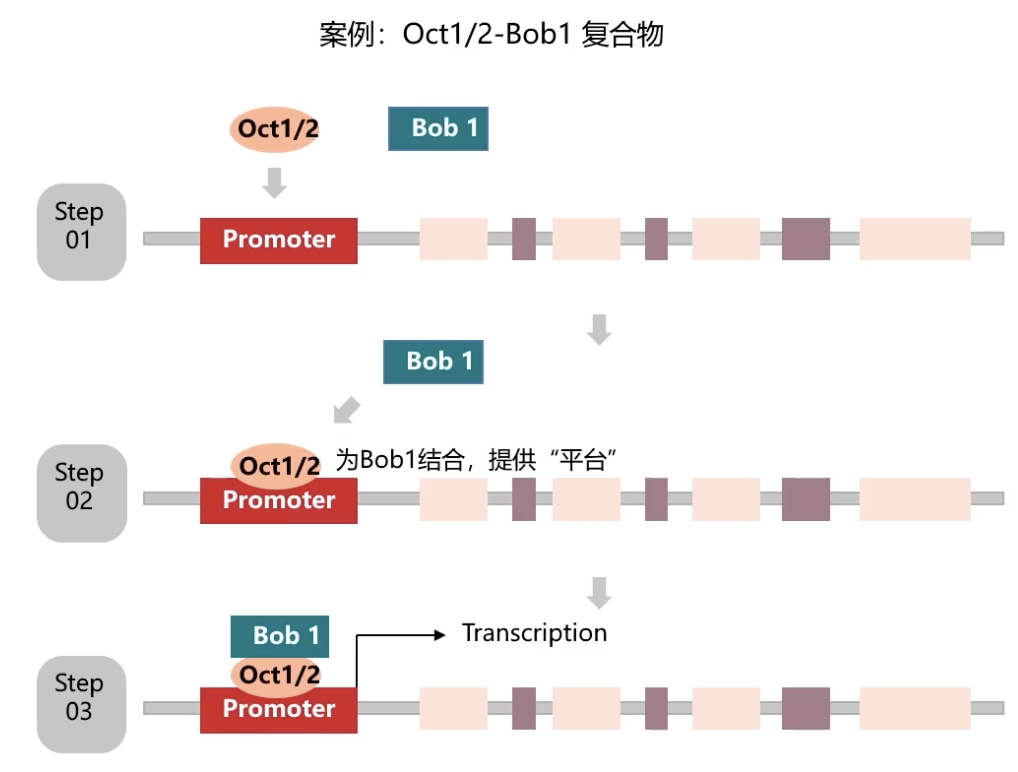 案例：Oct1/2-Bob1 复合物
Oct1/2
Bob 1
Step
01
Promoter
Bob 1
Step
02
Oct1/2
为Bob1结合，提供“平台”
Promoter
Bob 1
Transcription
Step
03
Oct1/2
Promoter